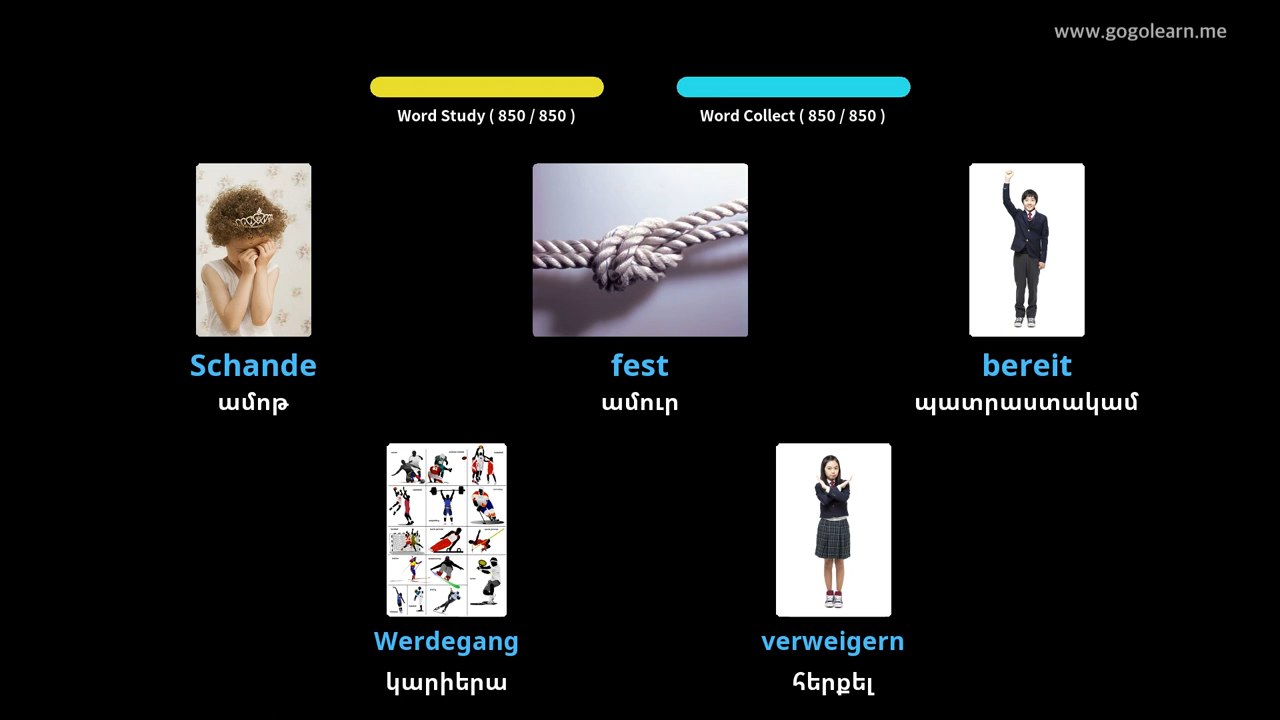 www.gogolearn.me
Word Study ( 850 / 850 )
Word Collect ( 850 / 850 )
Schande
fest
bereit
ամոթ
ամուր
պատրաստակամ
Werdegang
verweigern
կարիերա
հերքել